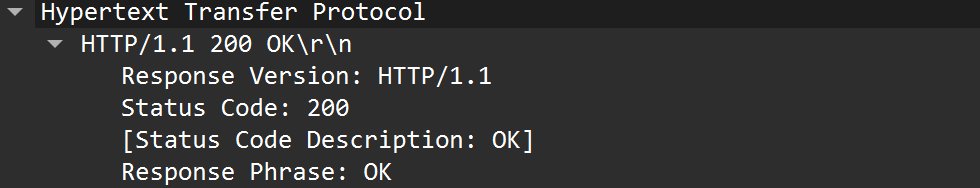 Hypertext Transfer Protocol
HTTP/1.1 200 OK\r\n
Response Version: HTTP/1.1
Status Code: 200
[Status Code Description: OK]
Response Phrase: OK